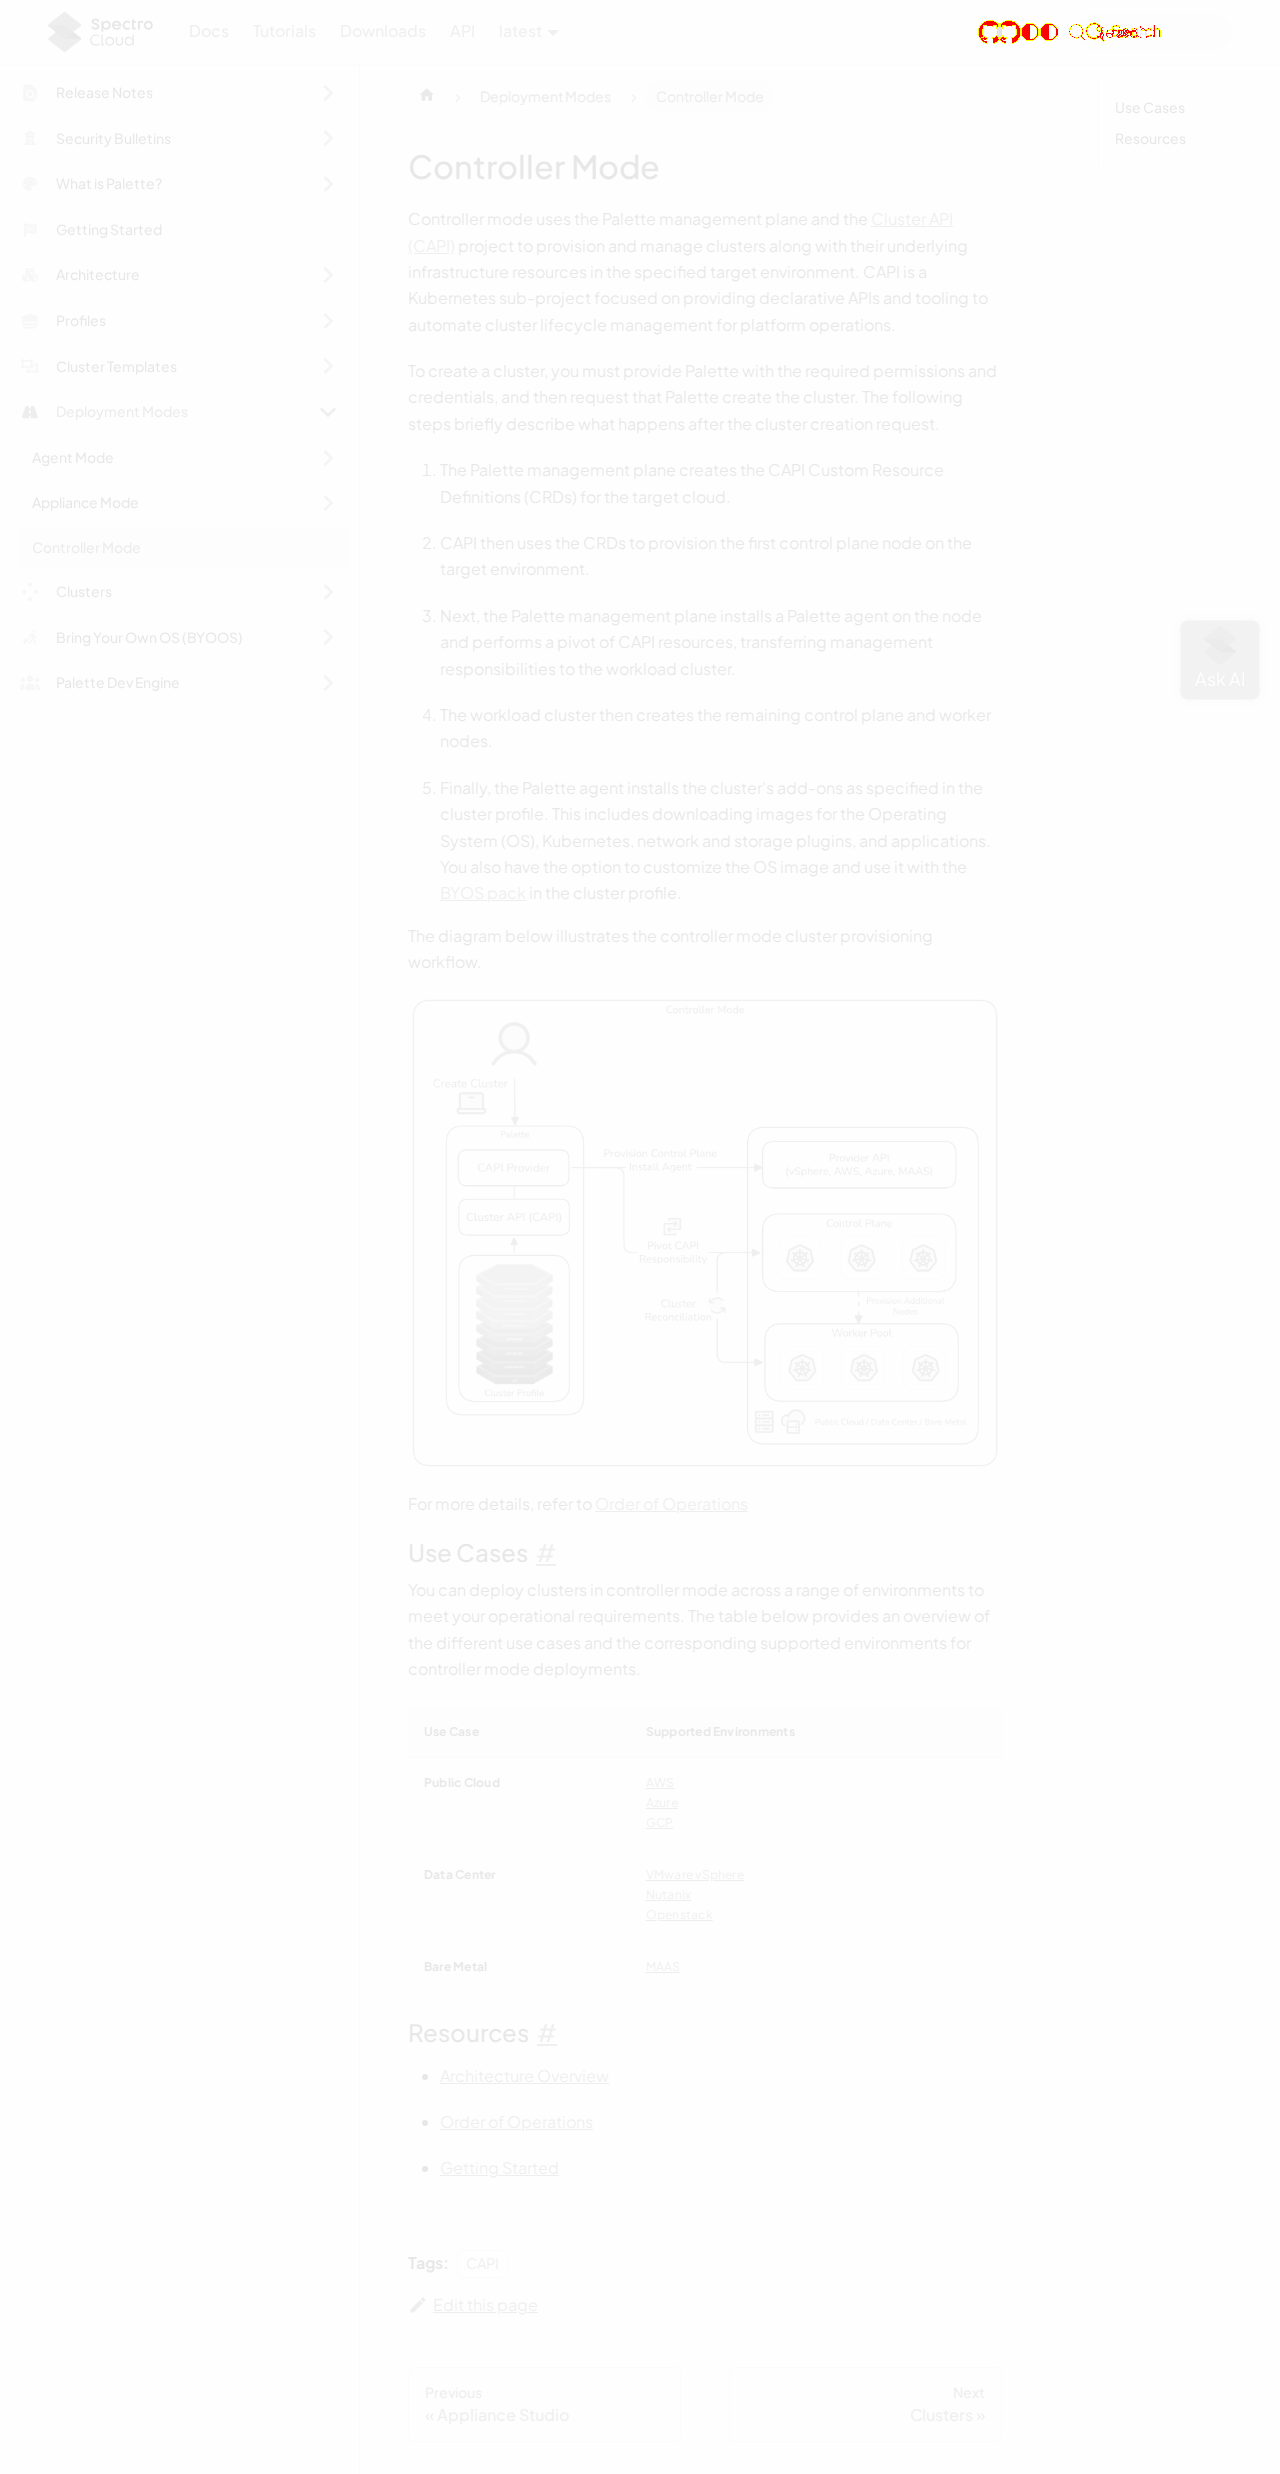 Spectro
Cloud
Docs
Tutorials
Downloads
API
latest
Search
Release Notes
Security Bulletins
What is Palette?
Getting Started
Architecture
Profiles
Cluster Templates
Deployment Modes
Agent Mode
Appliance Mode
Controller Mode
Clusters
Bring Your Own OS (BYOOS)
Palette Dev Engine
Deployment Modes
Controller Mode
Controller Mode
Controller mode uses the Palette management plane and the Cluster API
(CAPI) project to provision and manage clusters along with their underlying
infrastructure resources in the specified target environment. CAPI is a
Kubernetes sub-project focused on providing declarative APIs and tooling to
automate cluster lifecycle management for platform operations.
To create a cluster, you must provide Palette with the required permissions and
credentials, and then request that Palette create the cluster. The following
steps briefly describe what happens after the cluster creation request.
1. The Palette management plane creates the CAPI Custom Resource
Definitions (CRDs) for the target cloud.
2. CAPI then uses the CRDs to provision the first control plane node on the
target environment.
3. Next, the Palette management plane installs a Palette agent on the node
and performs a pivot of CAPI resources, transferring management
responsibilities to the workload cluster.
4. The workload cluster then creates the remaining control plane and worker
nodes.
5. Finally, the Palette agent installs the cluster's add-ons as specified in the
cluster profile. This includes downloading images for the Operating
System (OS), Kubernetes, network and storage plugins, and applications.
You also have the option to customize the OS image and use it with the
BYOS pack in the cluster profile.
The diagram below illustrates the controller mode cluster provisioning
workflow.
Controller Mode
Create Cluster
Palette
CAPI Provider
Cluster API (CAPI)
Cluster Profile
Provision Control Plane
Install Agent
Pivot CAPI
Responsibility
Cluster
Reconciliation
Provider API
(vSphere, AWS, Azure, MAAS)
Control Plane
Provision Additional
Nodes
Worker Pool
Public Cloud / Data Center / Bare Metal
For more details, refer to Order of Operations
Use Cases #
You can deploy clusters in controller mode across a range of environments to
meet your operational requirements. The table below provides an overview of
the different use cases and the corresponding supported environments for
controller mode deployments.
Use Case
Supported Environments
Public Cloud
AWS
Azure
GCP
Data Center
VMware vSphere
Nutanix
Openstack
Bare Metal
MAAS
Resources #
Architecture Overview
Order of Operations
Getting Started
Tags: CAPI
Edit this page
Previous
« Appliance Studio
Next
Clusters »
Use Cases
Resources
Ask AI